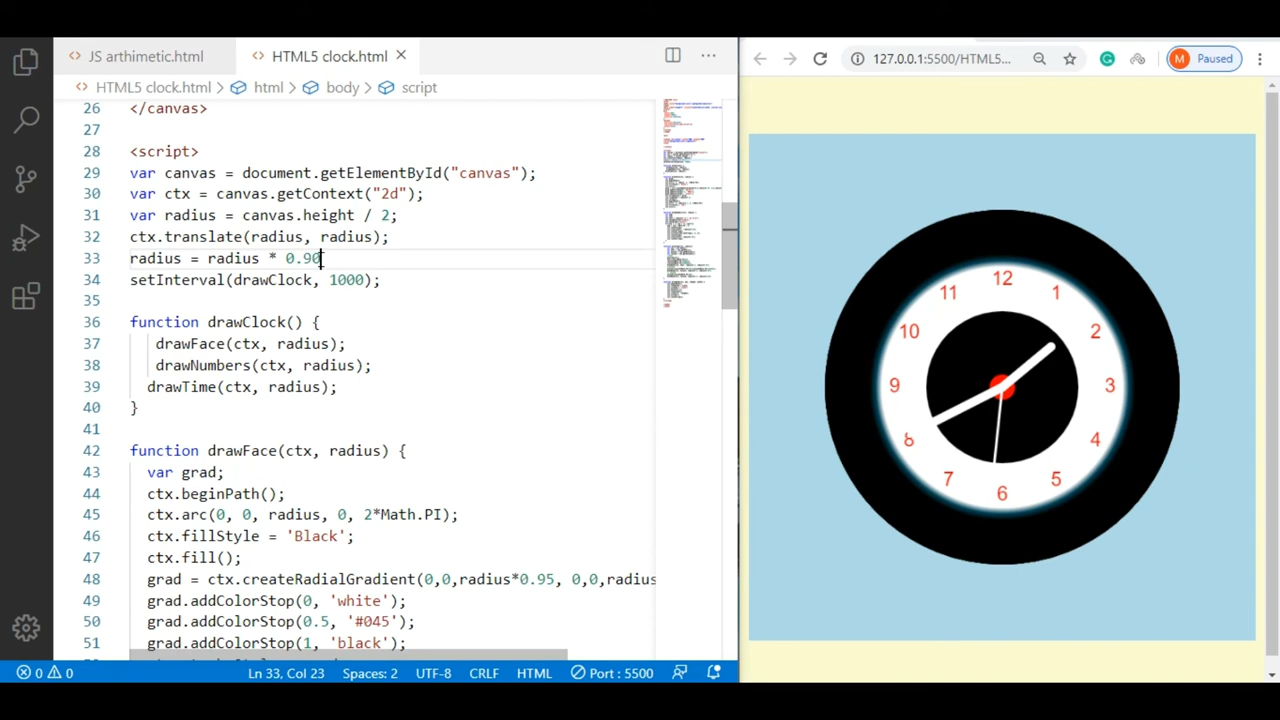 JS arthimetic.html
HTML5 clock.html
HTML5 clock.html html body script
26 </canvas>
27
28 <script>
29 var canvas = document.getElementById("canvas");
30 var ctx = canvas.getContext("2d");
31 var radius = canvas.height / 2;
32 ctx.translate(radius, radius);
33 radius = radius * 0.90
34 setInterval(drawClock, 1000);
35
36 function drawClock() {
37 drawFace(ctx, radius);
38 drawNumbers(ctx, radius);
39 drawTime(ctx, radius);
40 }
41
42 function drawFace(ctx, radius) {
43 var grad;
44 ctx.beginPath();
45 ctx.arc(0, 0, radius, 0, 2*Math.PI);
46 ctx.fillStyle = 'Black';
47 ctx.fill();
48 grad = ctx.createRadialGradient(0,0,radius*0.95, 0,0,radius
49 grad.addColorStop(0, 'white');
50 grad.addColorStop(0.5, '#045');
51 grad.addColorStop(1, 'black');
0 0 Ln 33, Col 23 Spaces: 2 UTF-8 CRLF HTML Port : 5500
127.0.0.1:5500/HTML5...
M Paused
12
11 1
10 2
9 3
8 4
7 5
6